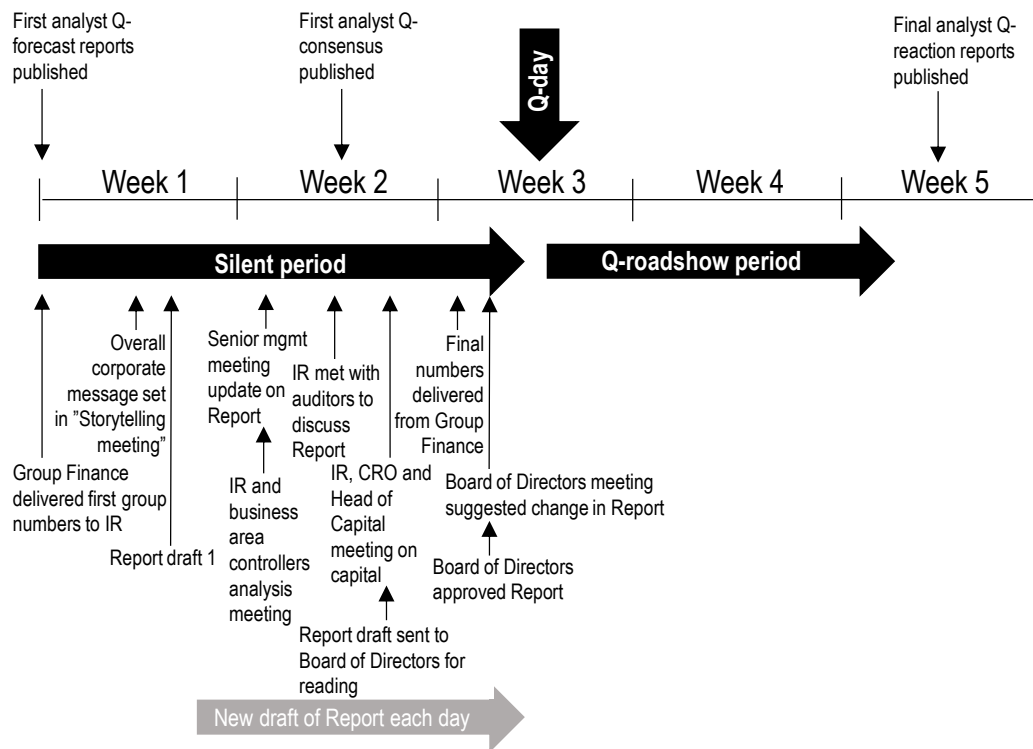 First analyst Q-
forecast reports
published
First analyst Q-
consensus
published
Q-day
Final analyst Q-
reaction reports
published
Week 1
Week 2
Week 3
Week 4
Week 5
Silent period
Q-roadshow period
Overall
corporate
message set
in ”Storytelling
meeting”
Group Finance
delivered first group
numbers to IR
Report draft 1
Senior mgmt
meeting
update on
Report
IR and
business
area
controllers
analysis
meeting
IR met with
auditors to
discuss
Report
IR, CRO and
Head of
Capital
meeting on
capital
Report draft sent to
Board of Directors for
reading
Final
numbers
delivered
from Group
Finance
Board of Directors meeting
suggested change in Report
Board of Directors
approved Report
New draft of Report each day